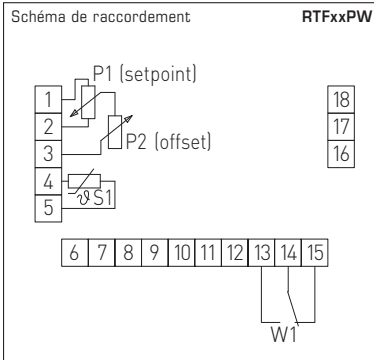 Schéma de raccordement RTFxxPW
P1 (setpoint)
1
2
3
4
5
P2 (offset)
ϑ S1
18
17
16
6 7 8 9 10 11 12 13 14 15
W1